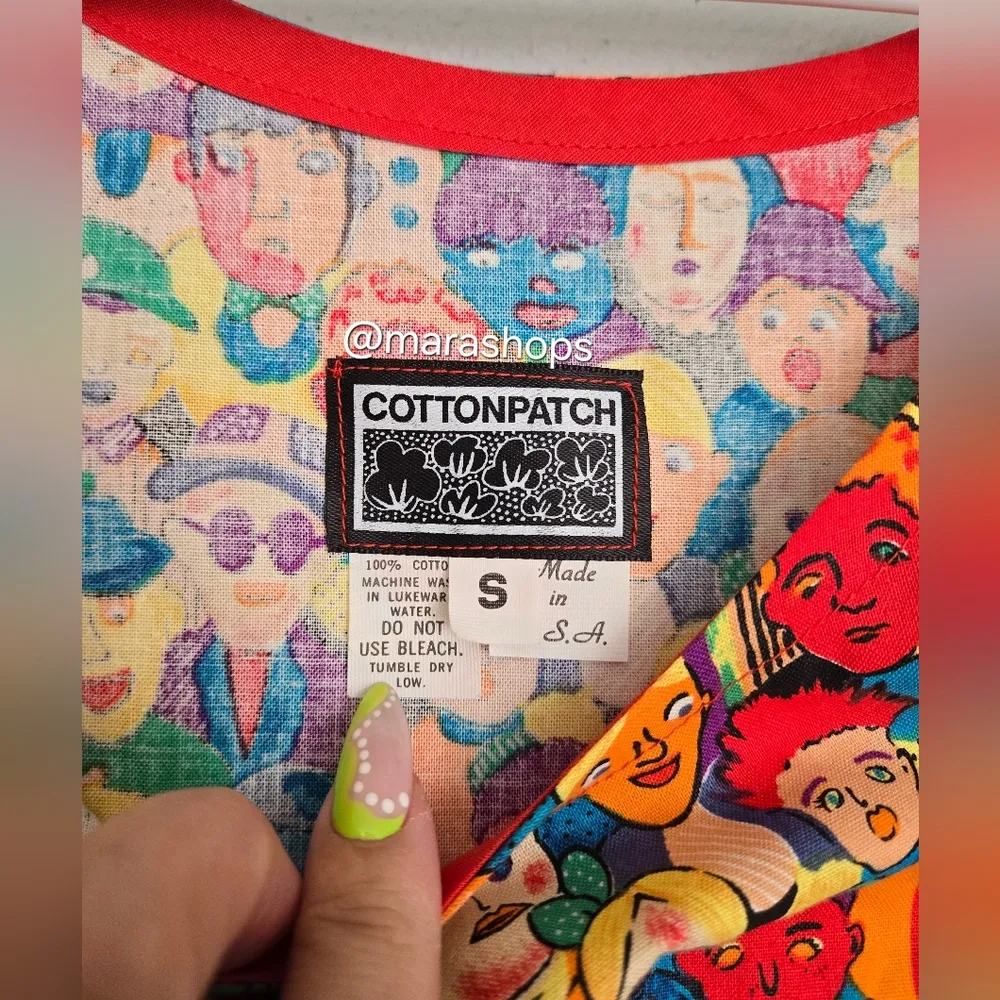 @marashops
COTTONPATCH
100% COTTO
MACHINE WAS
IN LUKEWAR
WATER.
DO NOT
USE BLEACH.
TUMBLE DRY
LOW.
S
Made
in
S.A.